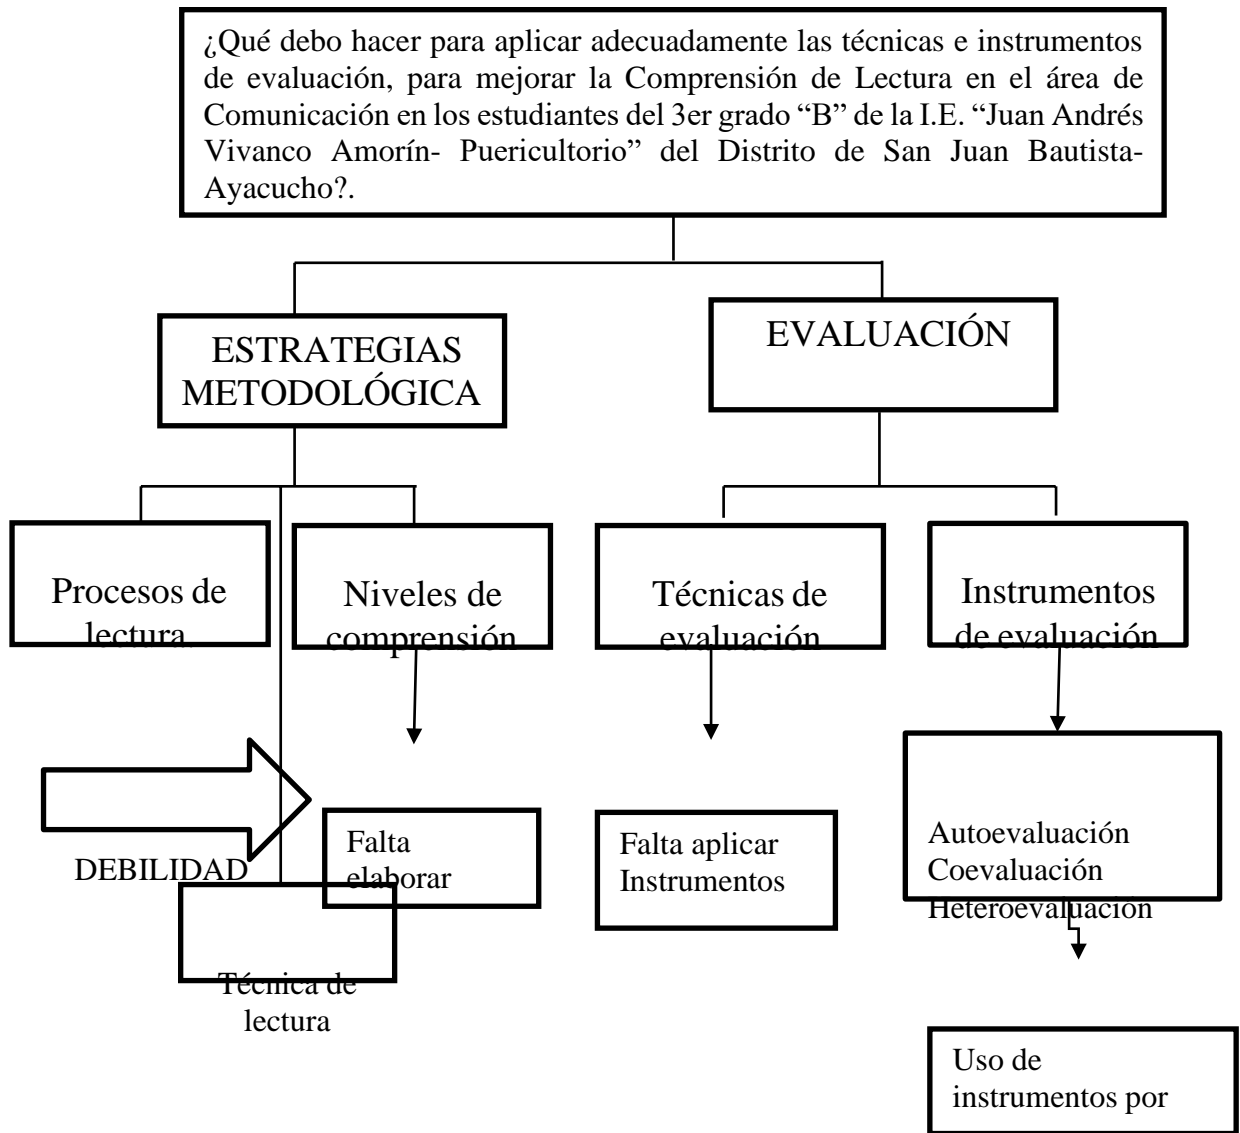 ¿Qué debo hacer para aplicar adecuadamente las técnicas e instrumentos
de evaluación, para mejorar la Comprensión de Lectura en el área de
Comunicación en los estudiantes del 3er grado “B” de la I.E. “Juan Andrés
Vivanco Amorín- Puericultorio” del Distrito de San Juan Bautista-
Ayacucho?.
ESTRATEGIAS
METODOLÓGICA
EVALUACIÓN
Procesos de
lectura.
Niveles de
comprensión
Técnicas de
evaluación
Instrumentos
de evaluación
DEBILIDAD
Falta
elaborar
Falta aplicar
Instrumentos
Autoevaluación
Coevaluación
Heteroevaluación
Técnica de
lectura
Uso de
instrumentos por